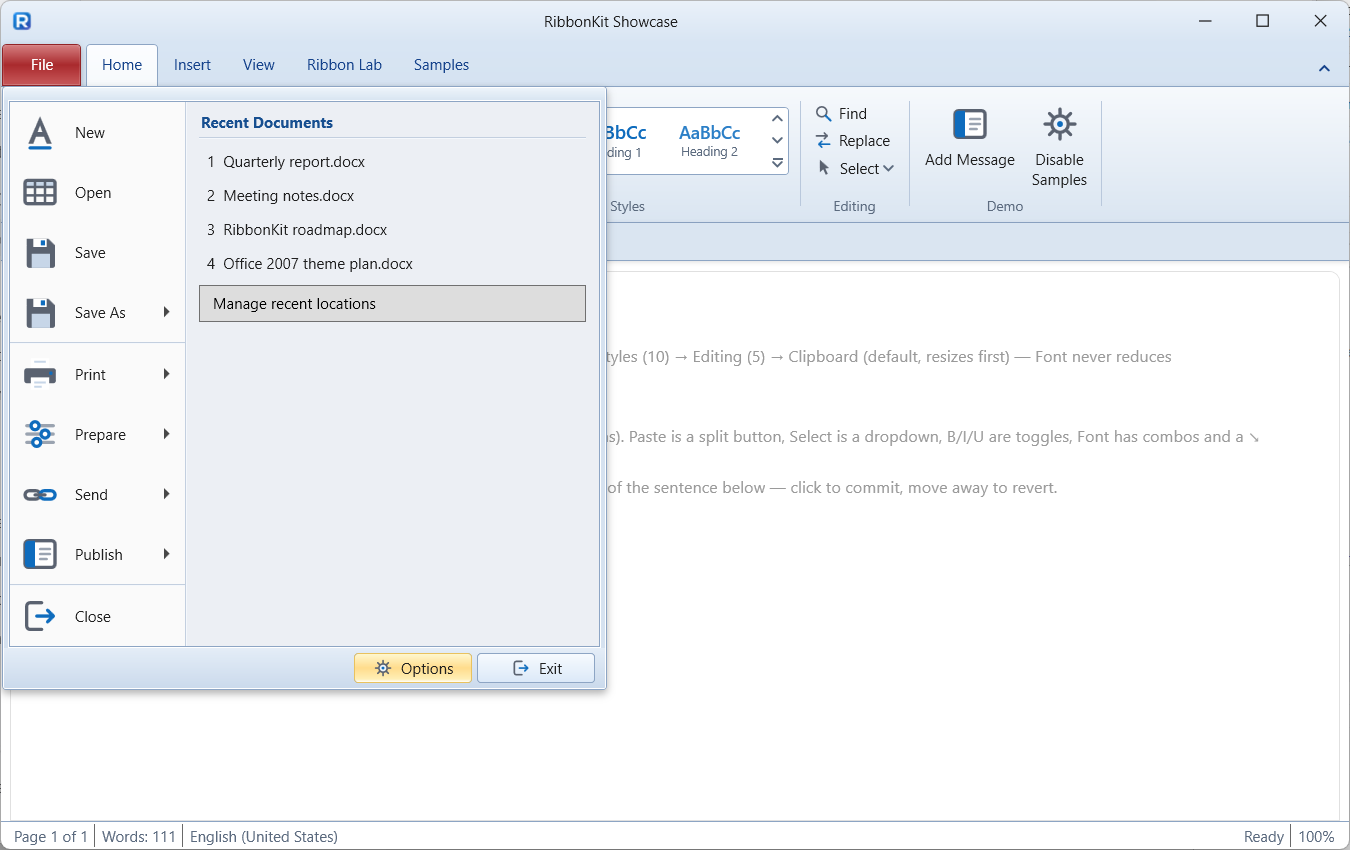 RibbonKit Showcase
File Home Insert View Ribbon Lab Samples
New
Open
Save
Save As
Print
Prepare
Send
Publish
Close
Recent Documents
1 Quarterly report.docx
2 Meeting notes.docx
3 RibbonKit roadmap.docx
4 Office 2007 theme plan.docx
Manage recent locations
Options Exit
AaBbCc
Heading 2
Styles
Find
Replace
Select
Editing
Add Message
Disable
Samples
Demo
(10) → Editing (5) → Clipboard (default, resizes first) — Font never reduces
Paste is a split button, Select is a dropdown, B/I/U are toggles, Font has combos and a ↘
of the sentence below — click to commit, move away to revert.
Page 1 of 1 Words: 111 English (United States)
Ready 100%